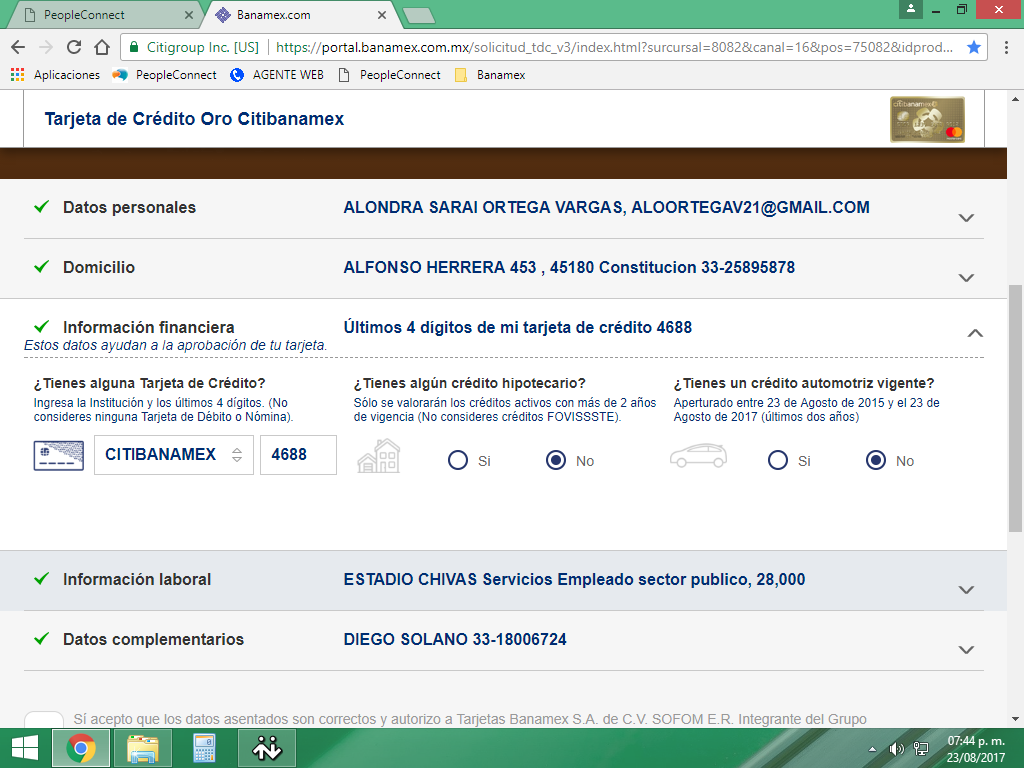 PeopleConnect
Banamex.com
Citigroup Inc. [US] https://portal.banamex.com.mx/solicitud_tdc_v3/index.html?surcursal=8082&canal=16&pos=75082&idprod...
Aplicaciones PeopleConnect AGENTE WEB PeopleConnect Banamex
Tarjeta de Crédito Oro Citibanamex
Datos personales ALONDRA SARAI ORTEGA VARGAS, ALOORTEGAV21@GMAIL.COM
Domicilio ALFONSO HERRERA 453 , 45180 Constitucion 33-25895878
Información financiera Últimos 4 dígitos de mi tarjeta de crédito 4688
Estos datos ayudan a la aprobación de tu tarjeta.
¿Tienes alguna Tarjeta de Crédito?
Ingresa la Institución y los últimos 4 dígitos. (No
consideres ninguna Tarjeta de Débito o Nómina).
CITIBANAMEX 4688
¿Tienes algún crédito hipotecario?
Sólo se valorarán los créditos activos con más de 2 años
de vigencia (No consideres créditos FOVISSSTE).
Si No
¿Tienes un crédito automotriz vigente?
Aperturado entre 23 de Agosto de 2015 y el 23 de
Agosto de 2017 (últimos dos años)
Si No
Información laboral ESTADIO CHIVAS Servicios Empleado sector publico, 28,000
Datos complementarios DIEGO SOLANO 33-18006724
Sí acepto que los datos asentados son correctos y autorizo a Tarjetas Banamex S.A. de C.V. SOFOM E.R. Integrante del Grupo
07:44 p. m.
23/08/2017